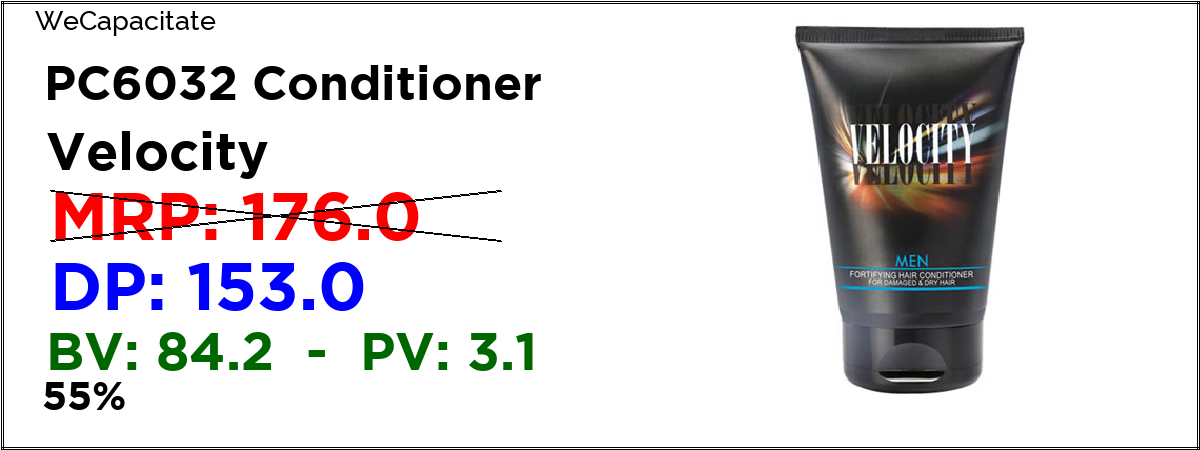 WeCapacitate
PC6032 Conditioner
Velocity
MRP: 176.0
DP: 153.0
BV: 84.2 - PV: 3.1
55%
VELOCITY
VELOCITY
VELOCITY
MEN
FORTIFYING HAIR CONDITIONER
FOR DAMAGED & DRY HAIR